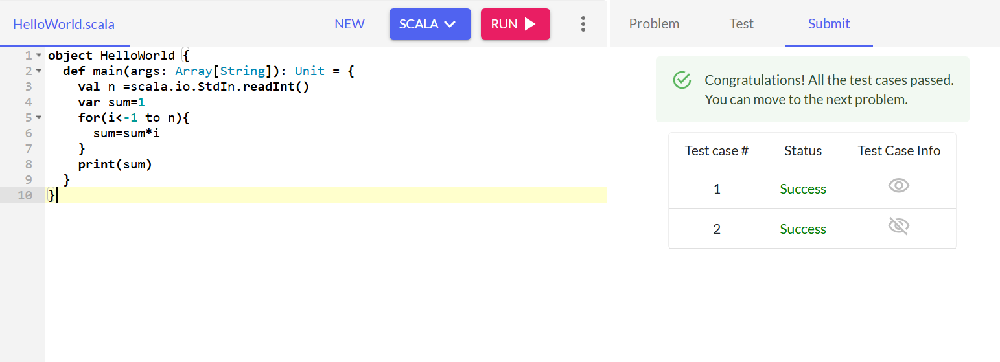 HelloWorld.scala NEW SCALA RUN
1 object HelloWorld {
2   def main(args: Array[String]): Unit = {
3     val n =scala.io.StdIn.readInt()
4     var sum=1
5     for(i<-1 to n){
6       sum=sum*i
7     }
8     print(sum)
9   }
10 }
Problem Test Submit
Congratulations! All the test cases passed.
You can move to the next problem.
Test case # Status Test Case Info
1 Success
2 Success